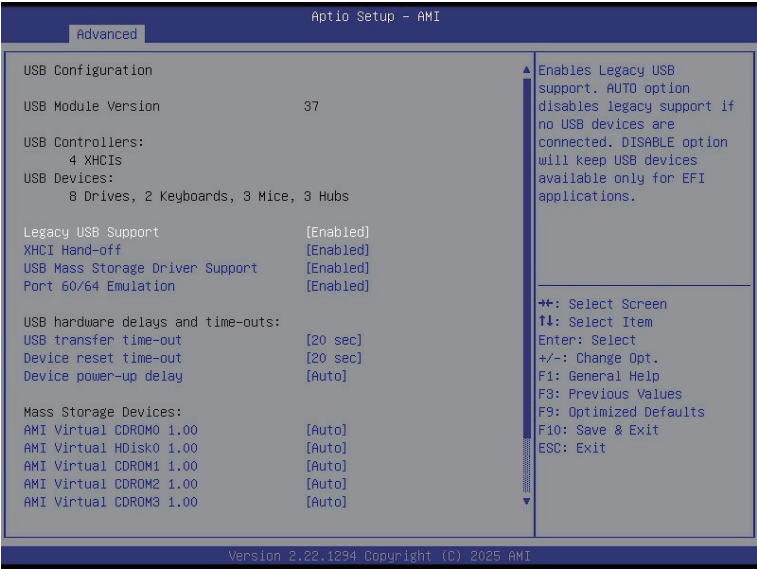 Aptio Setup – AMI
Advanced
USB Configuration
USB Module Version 37
USB Controllers:
4 XHCIs
USB Devices:
8 Drives, 2 Keyboards, 3 Mice, 3 Hubs
Legacy USB Support [Enabled]
XHCI Hand-off [Enabled]
USB Mass Storage Driver Support [Enabled]
Port 60/64 Emulation [Enabled]
USB hardware delays and time-outs:
USB transfer time-out [20 sec]
Device reset time-out [20 sec]
Device power-up delay [Auto]
Mass Storage Devices:
AMI Virtual CDROM0 1.00 [Auto]
AMI Virtual HDisk0 1.00 [Auto]
AMI Virtual CDROM1 1.00 [Auto]
AMI Virtual CDROM2 1.00 [Auto]
AMI Virtual CDROM3 1.00 [Auto]
Enables Legacy USB
support. AUTO option
disables legacy support if
no USB devices are
connected. DISABLE option
will keep USB devices
available only for EFI
applications.
→←: Select Screen
↑↓: Select Item
Enter: Select
+/-: Change Opt.
F1: General Help
F3: Previous Values
F9: Optimized Defaults
F10: Save & Exit
ESC: Exit
Version 2.22.1294 Copyright (C) 2025 AMI